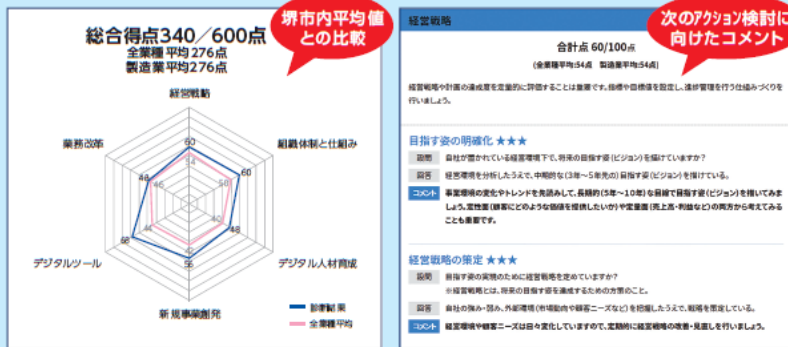 堺市内平均値
との比較
総合得点340/600点
全業種平均276点
製造業平均276点
経営戦略
業務改革
組織体制と仕組み
60
54
60
50
48
40
56
42
68
44
48
46
デジタルツール
デジタル人材育成
新規事業創発
診断結果
全業種平均
次のアクション検討に
向けたコメント
経営戦略
合計点 60/100点
(全業種平均:54点 製造業平均:54点)
経営戦略や計画の達成度を定量的に評価することは重要です。指標や目標値を設定し、進捗管理を行う仕組みづくりを
行いましょう。
目指す姿の明確化 ★★★
設問 自社が置かれている経営環境下で、将来の目指す姿(ビジョン)を描けていますか?
回答 経営環境を分析したうえで、中期的な(3年~5年先の)目指す姿(ビジョン)を描けている。
コメント 事業環境の変化やトレンドを先読みして、長期的(5年~10年)な目線で目指す姿(ビジョン)を描いてみま
しょう。定性面(顧客にどのような価値を提供したいか)や定量面(売上高・利益など)の両方から考えてみる
ことも重要です。
経営戦略の策定 ★★★
設問 目指す姿の実現のために経営戦略を定めていますか?
※経営戦略とは、将来の目指す姿を達成するための方策のこと。
回答 自社の強み・弱み、外部環境(市場動向や顧客ニーズなど)を把握したうえで、戦略を策定している。
コメント 経営環境や顧客ニーズは日々変化していますので、定期的に経営戦略の改善・見直しを行いましょう。